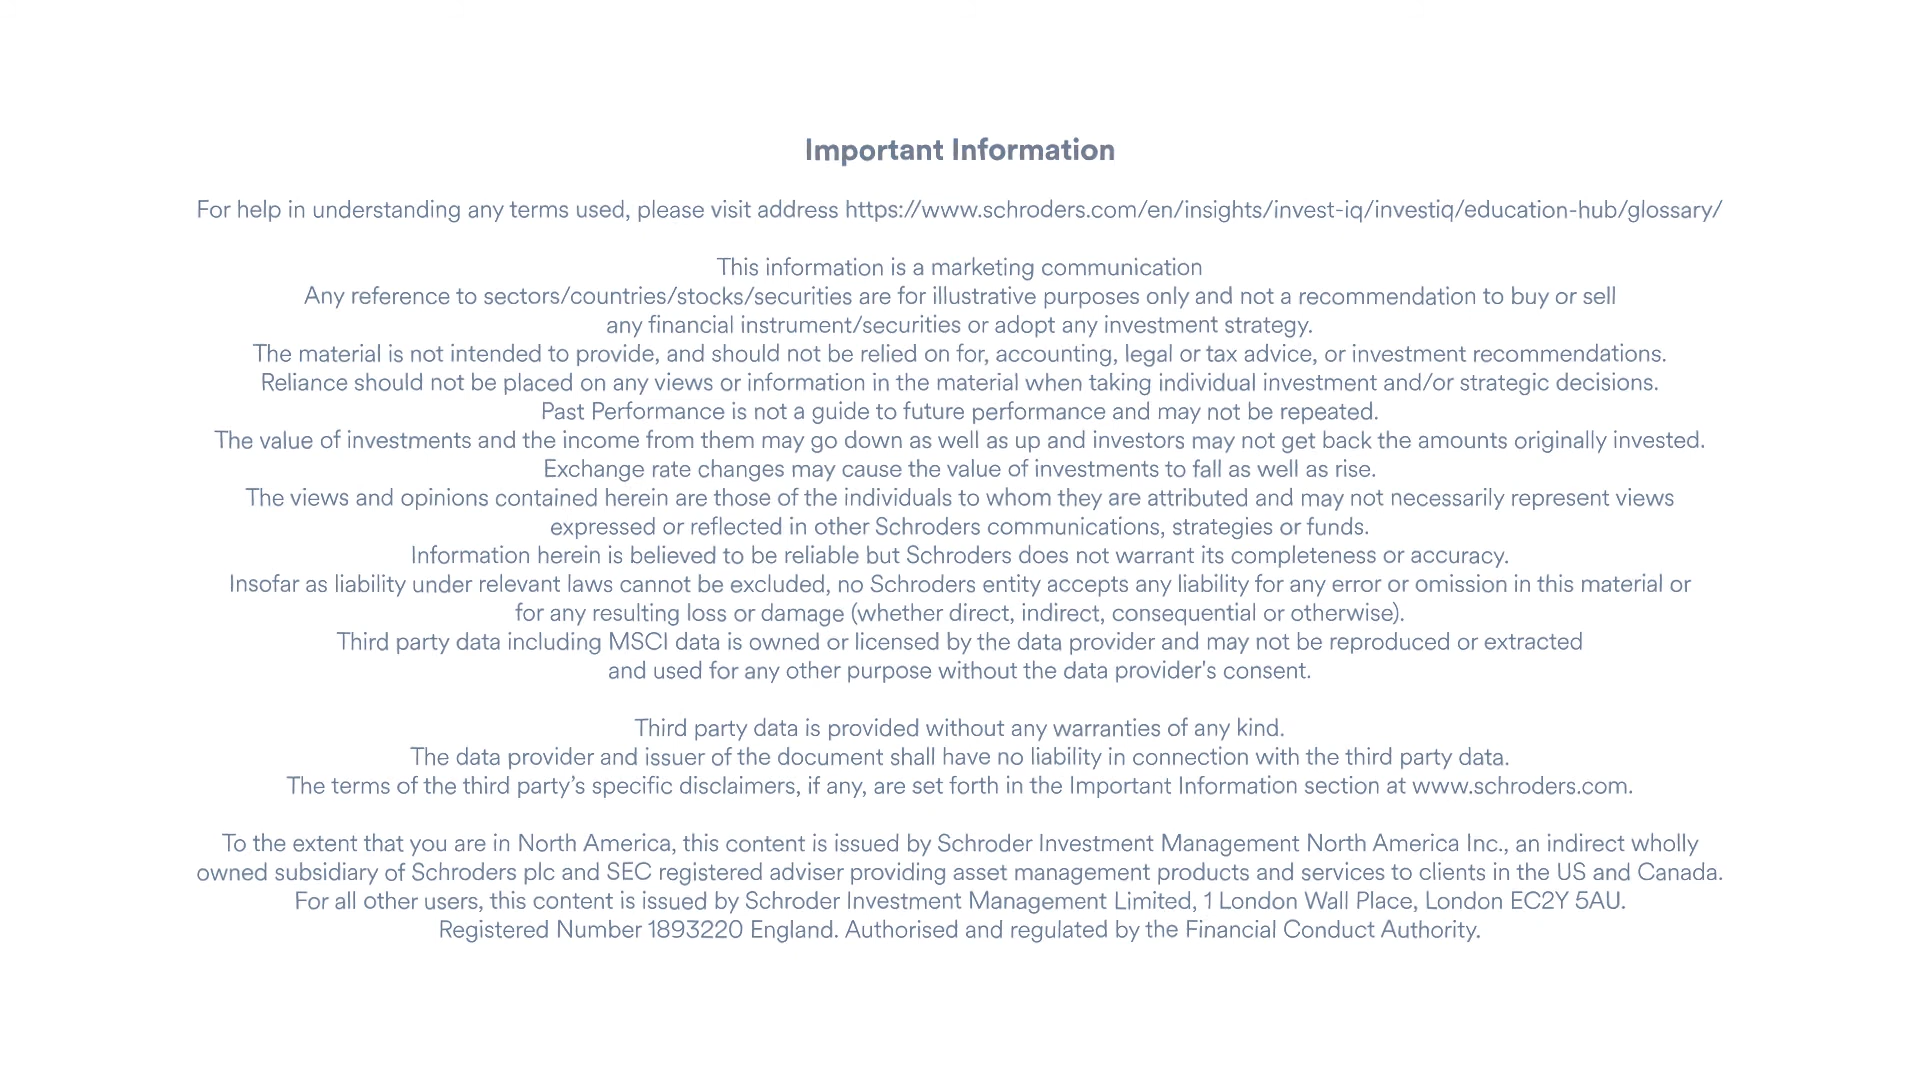 Important Information
For help in understanding any terms used, please visit address https://www.schroders.com/en/insights/invest-iq/investiq/education-hub/glossary/
This information is a marketing communication
Any reference to sectors/countries/stocks/securities are for illustrative purposes only and not a recommendation to buy or sell
any financial instrument/securities or adopt any investment strategy.
The material is not intended to provide, and should not be relied on for, accounting, legal or tax advice, or investment recommendations.
Reliance should not be placed on any views or information in the material when taking individual investment and/or strategic decisions.
Past Performance is not a guide to future performance and may not be repeated.
The value of investments and the income from them may go down as well as up and investors may not get back the amounts originally invested.
Exchange rate changes may cause the value of investments to fall as well as rise.
The views and opinions contained herein are those of the individuals to whom they are attributed and may not necessarily represent views
expressed or reflected in other Schroders communications, strategies or funds.
Information herein is believed to be reliable but Schroders does not warrant its completeness or accuracy.
Insofar as liability under relevant laws cannot be excluded, no Schroders entity accepts any liability for any error or omission in this material or
for any resulting loss or damage (whether direct, indirect, consequential or otherwise).
Third party data including MSCI data is owned or licensed by the data provider and may not be reproduced or extracted
and used for any other purpose without the data provider's consent.
Third party data is provided without any warranties of any kind.
The data provider and issuer of the document shall have no liability in connection with the third party data.
The terms of the third party’s specific disclaimers, if any, are set forth in the Important Information section at www.schroders.com.
To the extent that you are in North America, this content is issued by Schroder Investment Management North America Inc., an indirect wholly
owned subsidiary of Schroders plc and SEC registered adviser providing asset management products and services to clients in the US and Canada.
For all other users, this content is issued by Schroder Investment Management Limited, 1 London Wall Place, London EC2Y 5AU.
Registered Number 1893220 England. Authorised and regulated by the Financial Conduct Authority.